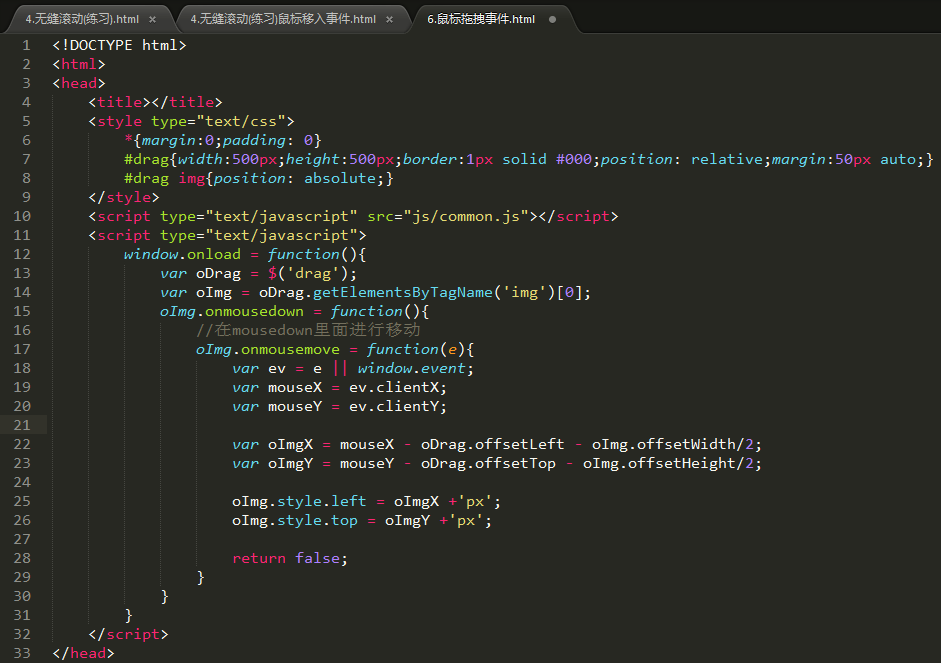 4.无缝滚动(练习).html × 4.无缝滚动(练习)鼠标移入事件.html × 6.鼠标拖拽事件.html
1 <!DOCTYPE html>
2 <html>
3 <head>
4 <title></title>
5 <style type="text/css">
6 *{margin:0;padding: 0}
7 #drag{width:500px;height:500px;border:1px solid #000;position: relative;margin:50px auto;}
8 #drag img{position: absolute;}
9 </style>
10 <script type="text/javascript" src="js/common.js"></script>
11 <script type="text/javascript">
12 window.onload = function(){
13 var oDrag = $('drag');
14 var oImg = oDrag.getElementsByTagName('img')[0];
15 oImg.onmousedown = function(){
16 //在mousedown里面进行移动
17 oImg.onmousemove = function(e){
18 var ev = e || window.event;
19 var mouseX = ev.clientX;
20 var mouseY = ev.clientY;
21
22 var oImgX = mouseX - oDrag.offsetLeft - oImg.offsetWidth/2;
23 var oImgY = mouseY - oDrag.offsetTop - oImg.offsetHeight/2;
24
25 oImg.style.left = oImgX +'px';
26 oImg.style.top = oImgY +'px';
27
28 return false;
29 }
30 }
31 }
32 </script>
33 </head>